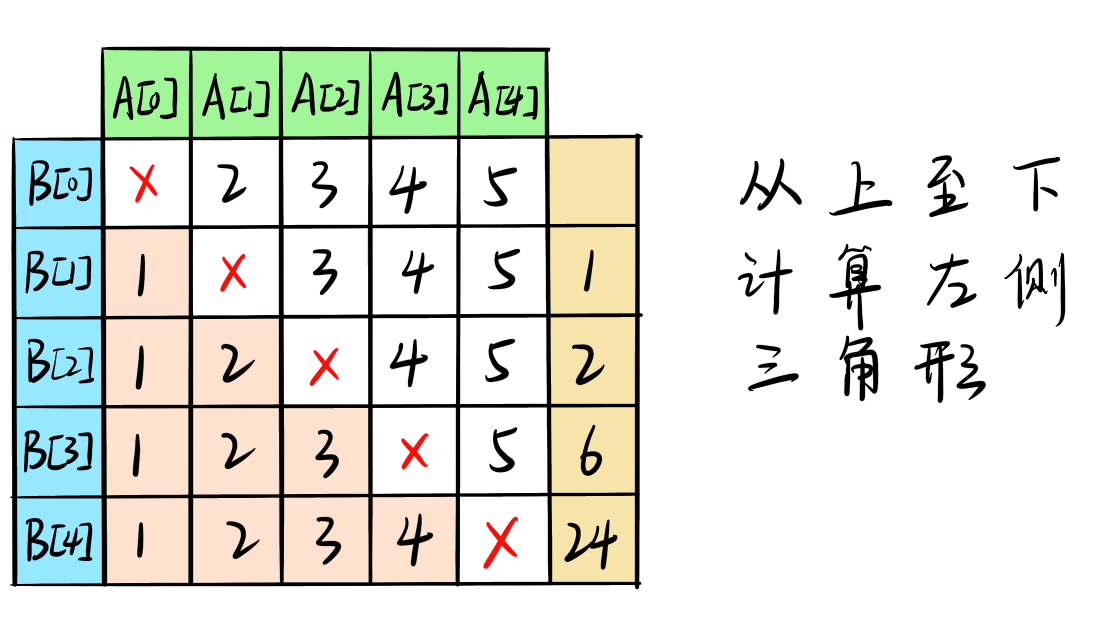 A[0] A[1] A[2] A[3] A[4]
B[0] × 2 3 4 5
B[1] 1 × 3 4 5 1
B[2] 1 2 × 4 5 2
B[3] 1 2 3 × 5 6
B[4] 1 2 3 4 × 24
从上至下
计算左侧
三角形